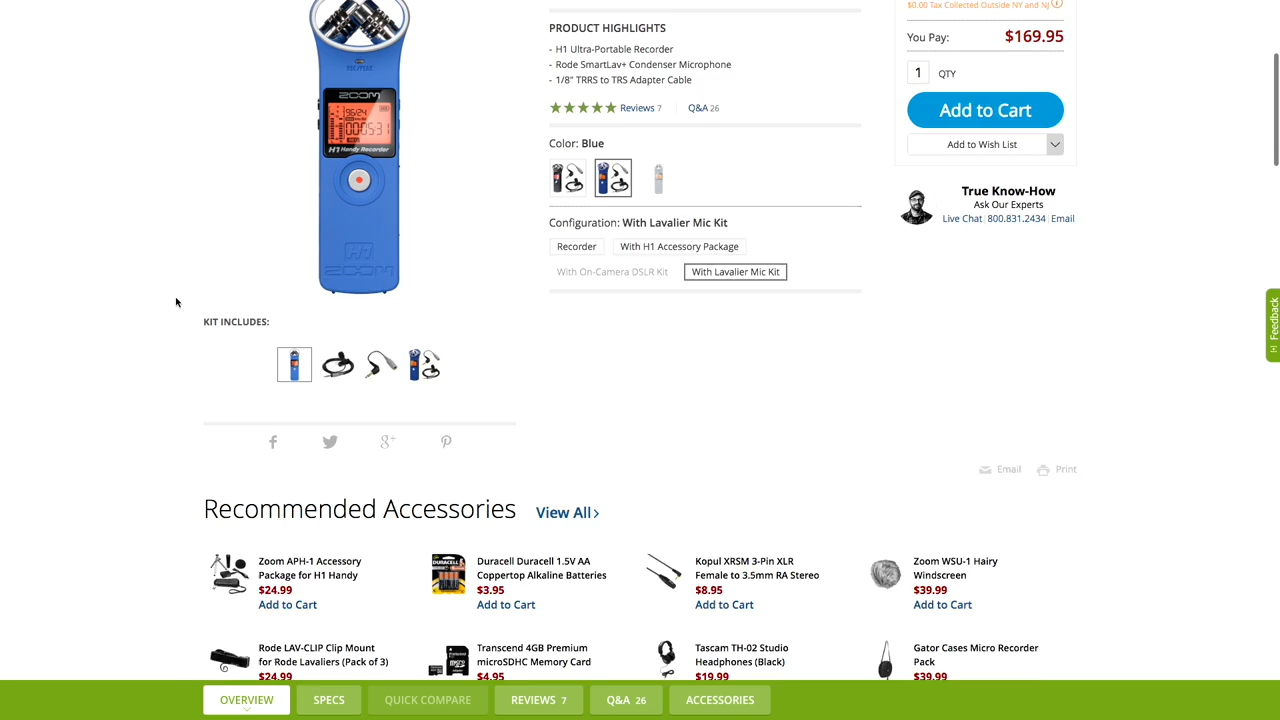 $0.00 Tax Collected Outside NY and NJ
PRODUCT HIGHLIGHTS
You Pay: $169.95
- H1 Ultra-Portable Recorder
- Rode SmartLav+ Condenser Microphone
- 1/8" TRRS to TRS Adapter Cable
1 QTY
Reviews 7 Q&A 26
Add to Cart
Color: Blue
Add to Wish List
ZOOM
96/24
00:05:31
H1 Handy Recorder
True Know-How
Ask Our Experts
Live Chat 800.831.2434 Email
Configuration: With Lavalier Mic Kit
Recorder With H1 Accessory Package
With On-Camera DSLR Kit With Lavalier Mic Kit
H1
ZOOM
KIT INCLUDES:
[+] Feedback
f g+
Email Print
Recommended Accessories View All >
Zoom APH-1 Accessory
Package for H1 Handy
$24.99
Add to Cart
Duracell Duracell 1.5V AA
Coppertop Alkaline Batteries
$3.95
Add to Cart
Kopul XRSM 3-Pin XLR
Female to 3.5mm RA Stereo
$8.95
Add to Cart
Zoom WSU-1 Hairy
Windscreen
$39.99
Add to Cart
Rode LAV-CLIP Clip Mount
for Rode Lavaliers (Pack of 3)
$24.99
Transcend 4GB Premium
microSDHC Memory Card
$4.95
Tascam TH-02 Studio
Headphones (Black)
$19.99
Gator Cases Micro Recorder
Pack
$39.99
OVERVIEW SPECS QUICK COMPARE REVIEWS 7 Q&A 26 ACCESSORIES